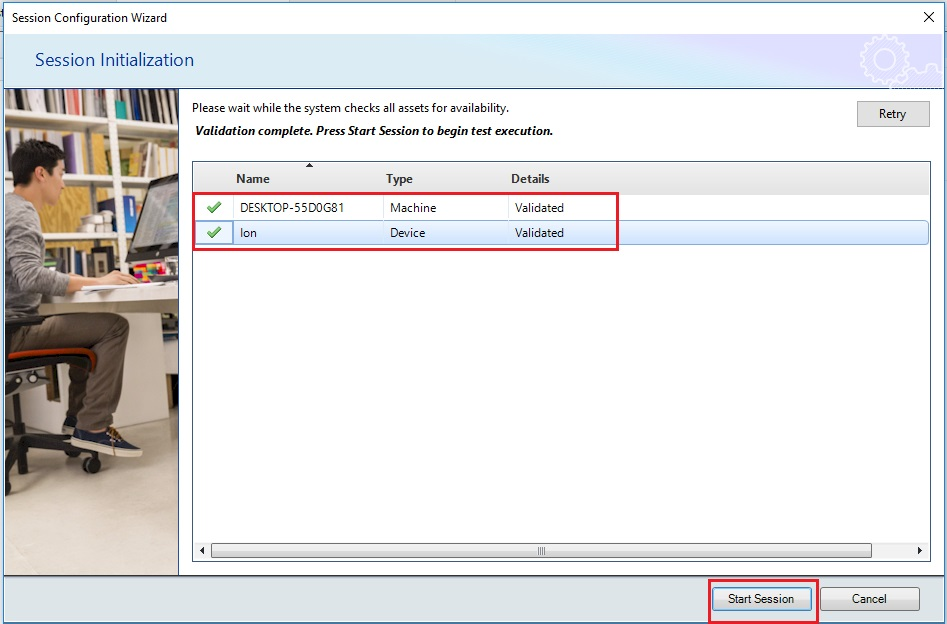 Session Configuration Wizard
Session Initialization
Please wait while the system checks all assets for availability.
Retry
Validation complete. Press Start Session to begin test execution.
Name Type Details
DESKTOP-55D0G81 Machine Validated
Ion Device Validated
Start Session Cancel